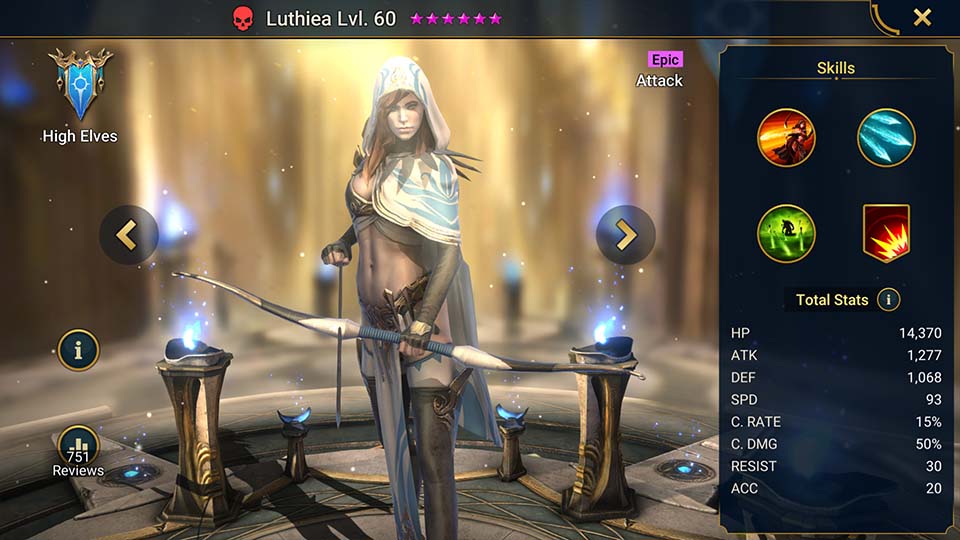 Luthiea Lvl. 60
High Elves
Epic
Attack
751
Reviews
Skills
Total Stats i
HP 14,370
ATK 1,277
DEF 1,068
SPD 93
C. RATE 15%
C. DMG 50%
RESIST 30
ACC 20
i